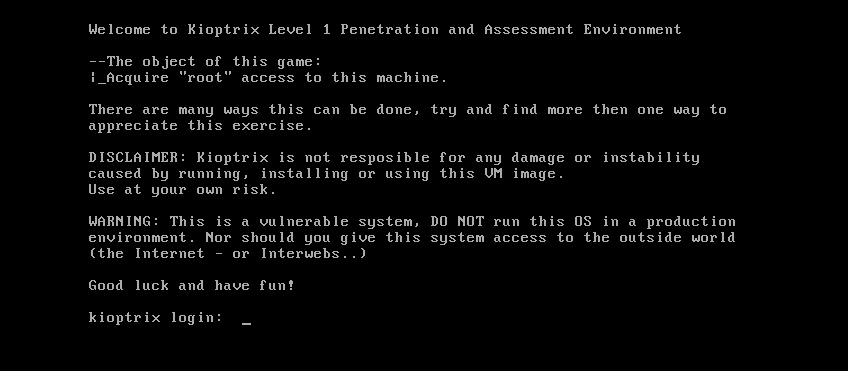 Welcome to Kioptrix Level 1 Penetration and Assessment Environment
--The object of this game:
|_Acquire "root" access to this machine.
There are many ways this can be done, try and find more then one way to
appreciate this exercise.
DISCLAIMER: Kioptrix is not resposible for any damage or instability
caused by running, installing or using this VM image.
Use at your own risk.
WARNING: This is a vulnerable system, DO NOT run this OS in a production
environment. Nor should you give this system access to the outside world
(the Internet - or Interwebs..)
Good luck and have fun!
kioptrix login: _